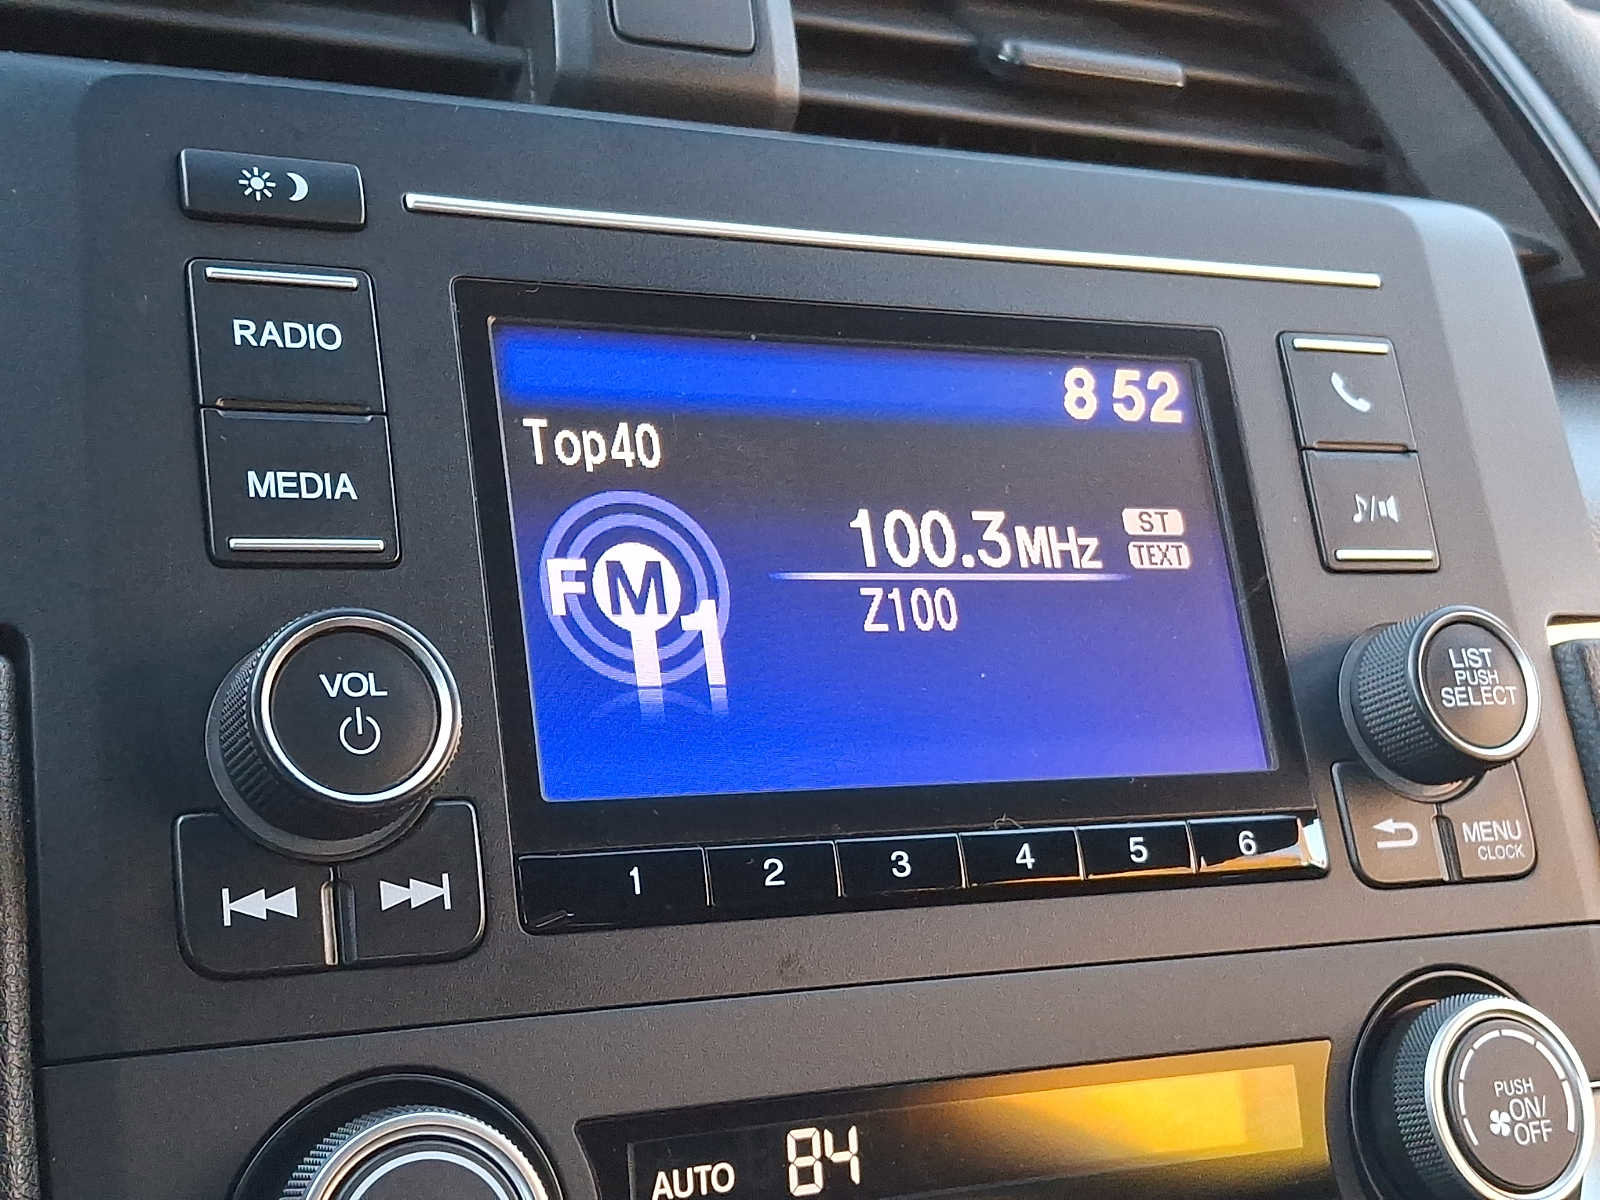 RADIO
MEDIA
VOL
8 52
Top40
FM 1
100.3MHz
ST
TEXT
Z100
LIST
PUSH
SELECT
MENU
CLOCK
1 2 3 4 5 6
AUTO 84
PUSH
ON/
OFF